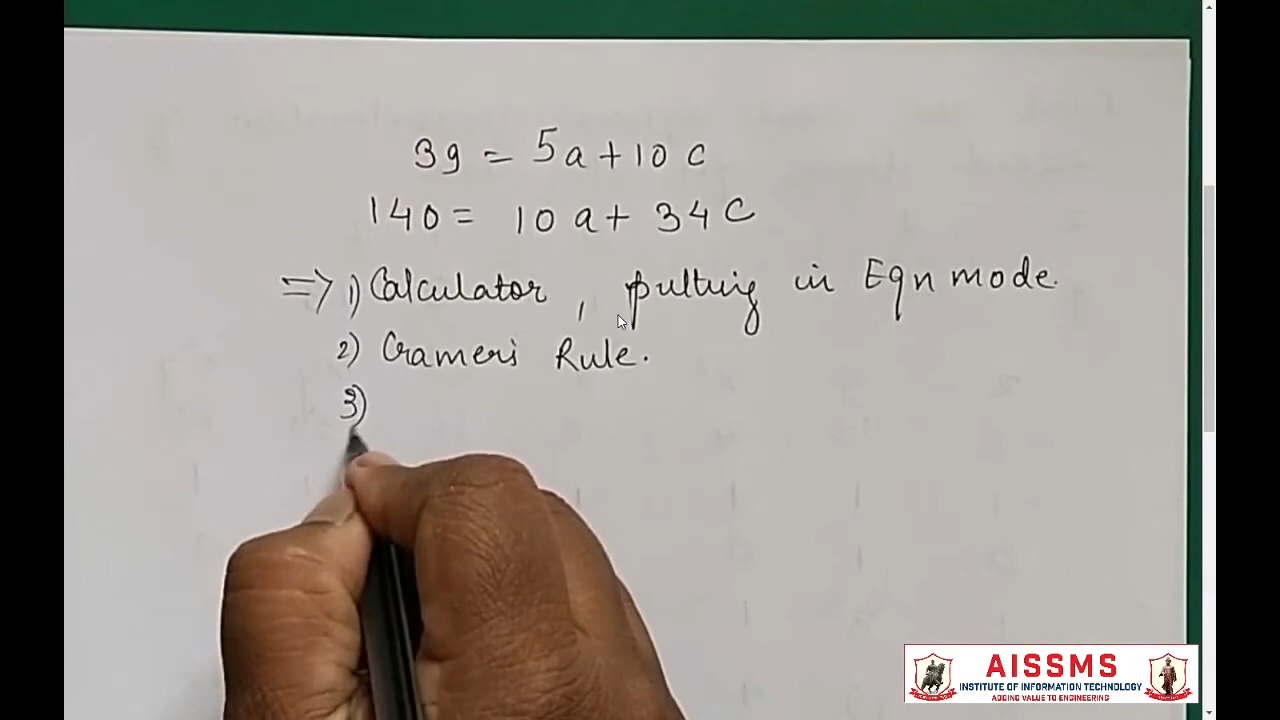 39 = 5a + 10 c
140 = 10 a + 34 C
=> 1) Calculator , putting in Eqn mode.
2) Cramer's Rule.
3)
AISSMS
INSTITUTE OF INFORMATION TECHNOLOGY
ADDING VALUE TO ENGINEERING